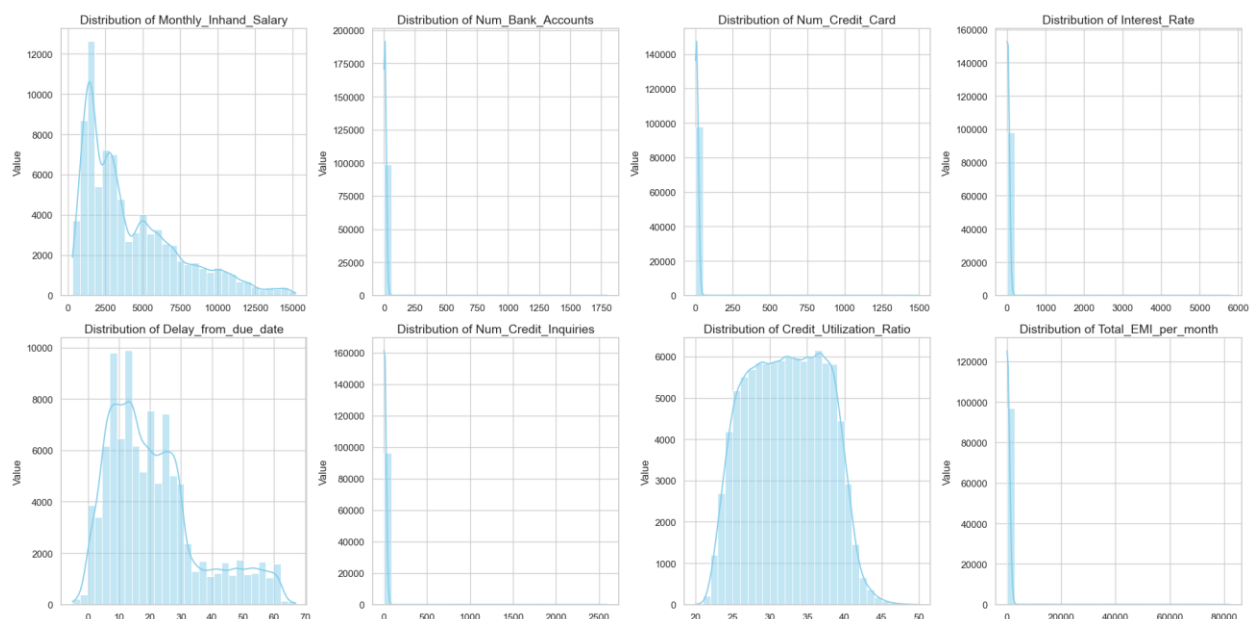 Distribution of Monthly_Inhand_Salary
12000
10000
8000
6000
4000
2000
0
Value
0 2500 5000 7500 10000 12500 15000
Distribution of Num_Bank_Accounts
200000
175000
150000
125000
100000
75000
50000
25000
0
Value
0 250 500 750 1000 1250 1500 1750
Distribution of Num_Credit_Card
140000
120000
100000
80000
60000
40000
20000
0
Value
0 250 500 750 1000 1250 1500
Distribution of Interest_Rate
160000
140000
120000
100000
80000
60000
40000
20000
0
Value
0 1000 2000 3000 4000 5000 6000
Distribution of Delay_from_due_date
10000
8000
6000
4000
2000
0
Value
0 10 20 30 40 50 60 70
Distribution of Num_Credit_Inquiries
160000
140000
120000
100000
80000
60000
40000
20000
0
Value
0 500 1000 1500 2000 2500
Distribution of Credit_Utilization_Ratio
6000
5000
4000
3000
2000
1000
0
Value
20 25 30 35 40 45 50
Distribution of Total_EMI_per_month
120000
100000
80000
60000
40000
20000
0
Value
0 20000 40000 60000 80000